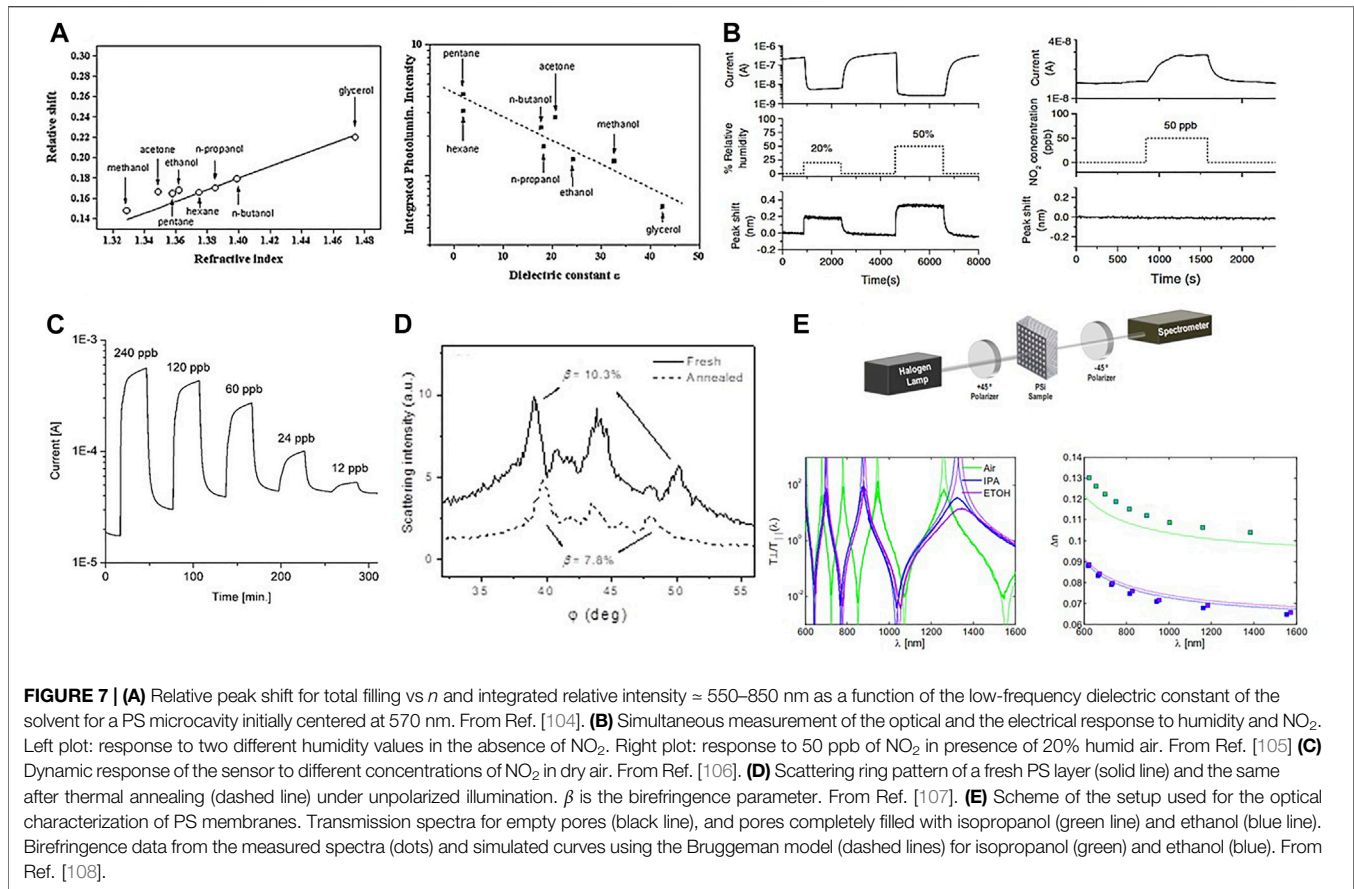 A
Relative shift
0.30
0.28
0.26
0.24
0.22
0.20
0.18
0.16
0.14
methanol
acetone
ethanol
n-propanol
glycerol
pentane
hexane
n-butanol
1.32 1.34 1.36 1.38 1.40 1.42 1.44 1.46 1.48
Refractive index
Integrated Photolumin. Intensity
10
pentane
acetone
n-butanol
methanol
hexane
n-propanol
ethanol
glycerol
0 10 20 30 40 50
Dielectric constant ε
B
Current (A)
1E-6
1E-7
1E-8
1E-9
% Relative humidity
100
75
50
25
0
20%
50%
Peak shift (nm)
0.4
0.2
0.0
-0.2
0 2000 4000 6000 8000
Time(s)
Current (A)
4E-8
1E-8
NO2 concentration (ppb)
100
75
50
25
0
50 ppb
Peak shift (nm)
0.4
0.2
0.0
-0.2
0 500 1000 1500 2000
Time (s)
C
Current [A]
1E-3
1E-4
1E-5
240 ppb
120 ppb
60 ppb
24 ppb
12 ppb
0 100 200 300
Time [min.]
D
Scattering intensity (a.u.)
10
5
0
Fresh
Annealed
β = 10.3%
β = 7.8%
35 40 45 50 55
φ (deg)
E
Halogen Lamp
+45° Polarizer
PSi Sample
-45° Polarizer
Spectrometer
T⊥/T||(λ)
10²
10⁰
10⁻²
Air
IPA
ETOH
600 800 1000 1200 1400 1600
λ [nm]
Δn
0.14
0.13
0.12
0.11
0.1
0.09
0.08
0.07
0.06
600 800 1000 1200 1400 1600
λ [nm]
FIGURE 7 | (A) Relative peak shift for total filling vs n and integrated relative intensity ≃ 550–850 nm as a function of the low-frequency dielectric constant of the
solvent for a PS microcavity initially centered at 570 nm. From Ref. [104]. (B) Simultaneous measurement of the optical and the electrical response to humidity and NO2.
Left plot: response to two different humidity values in the absence of NO2. Right plot: response to 50 ppb of NO2 in presence of 20% humid air. From Ref. [105] (C)
Dynamic response of the sensor to different concentrations of NO2 in dry air. From Ref. [106]. (D) Scattering ring pattern of a fresh PS layer (solid line) and the same
after thermal annealing (dashed line) under unpolarized illumination. β is the birefringence parameter. From Ref. [107]. (E) Scheme of the setup used for the optical
characterization of PS membranes. Transmission spectra for empty pores (black line), and pores completely filled with isopropanol (green line) and ethanol (blue line).
Birefringence data from the measured spectra (dots) and simulated curves using the Bruggeman model (dashed lines) for isopropanol (green) and ethanol (blue). From
Ref. [108].